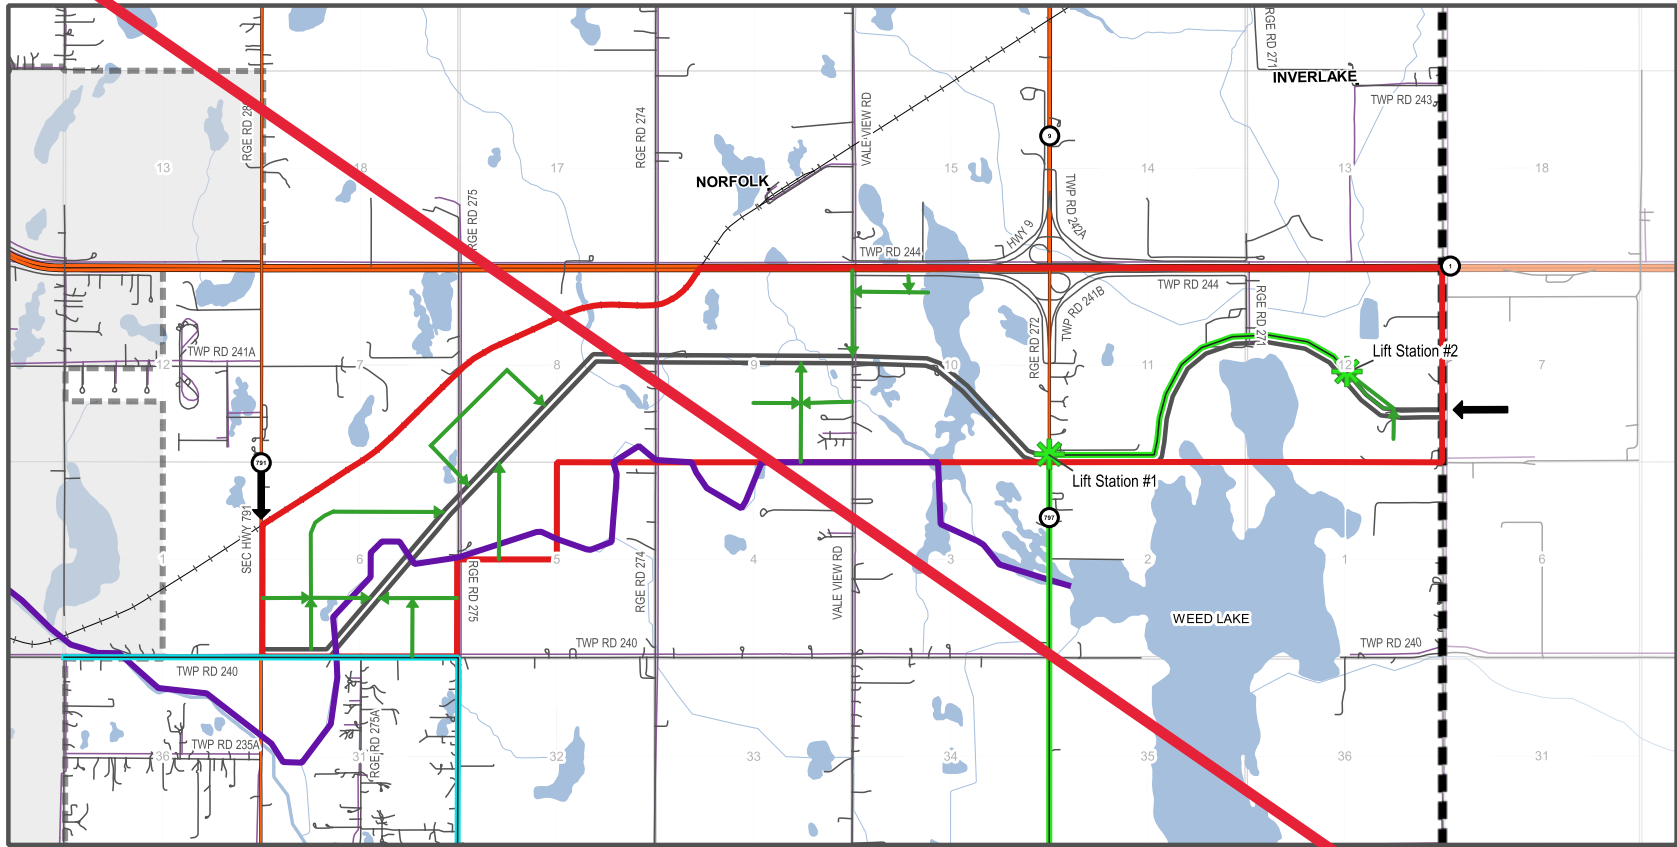 RGE RD 271
INVERLAKE
TWP RD 243
RGE RD 28
RGE RD 274
VALE VIEW RD
9
13
18
17
15
14
13
18
NORFOLK
RGE RD 275
TWP RD 242A
HWY 9
TWP RD 244
1
TWP RD 244
TWP RD 241B
RGE RD 271
RGE RD 272
TWP RD 241A
Lift Station #2
12
7
8
9
10
11
12
7
791
Lift Station #1
SEC HWY 791
797
1
6
5
4
3
2
1
6
RGE RD 275
RGE RD 274
VALE VIEW RD
WEED LAKE
TWP RD 240
TWP RD 240
TWP RD 240
RGE RD 275A
TWP RD 235A
36
31
32
33
34
35
36
31